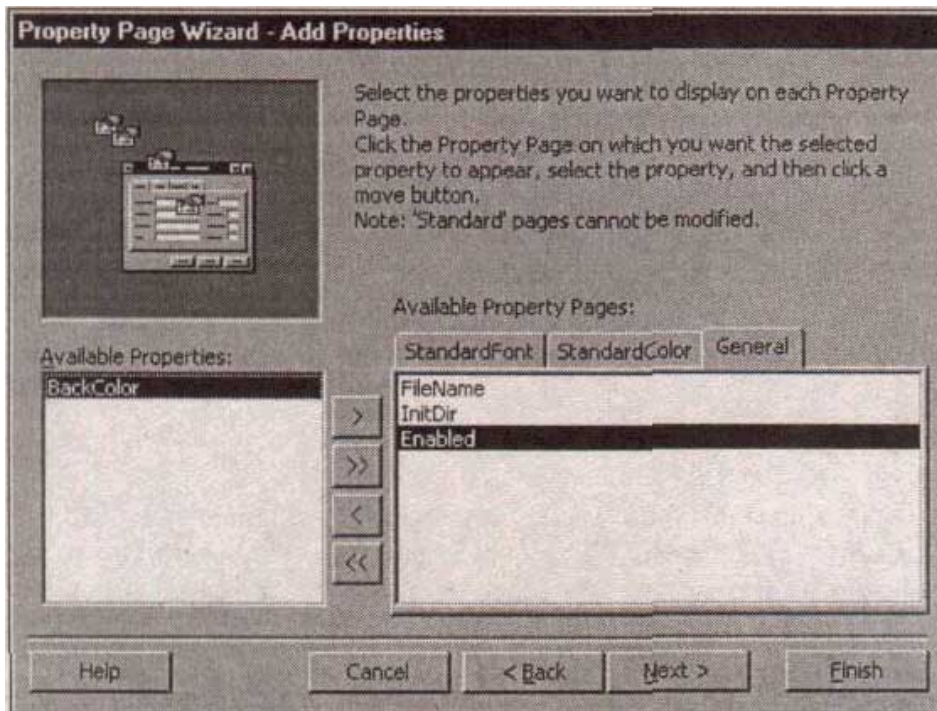 Property Page Wizard - Add Properties
Select the properties you want to display on each Property
Page.
Click the Property Page on which you want the selected
property to appear, select the property, and then click a
move button.
Note: 'Standard' pages cannot be modified.
Available Property Pages:
Available Properties:
StandardFont StandardColor General
BackColor
FileName
InitDir
Enabled
>
>>
<
<<
Help Cancel < Back Next > Finish